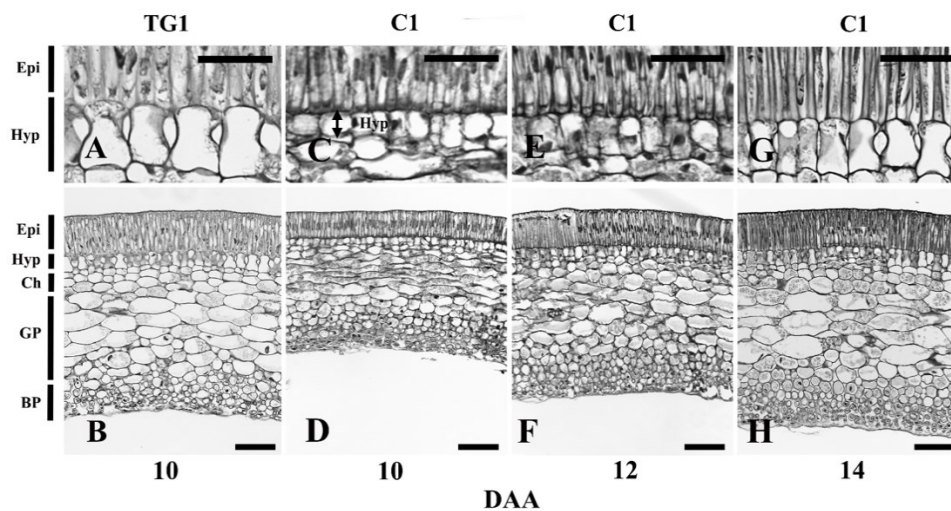 TG1 C1 C1 C1
Epi
Hyp
A C Hyp E G
Epi
Hyp
Ch
GP
BP
B D F H
10 10 12 14
DAA